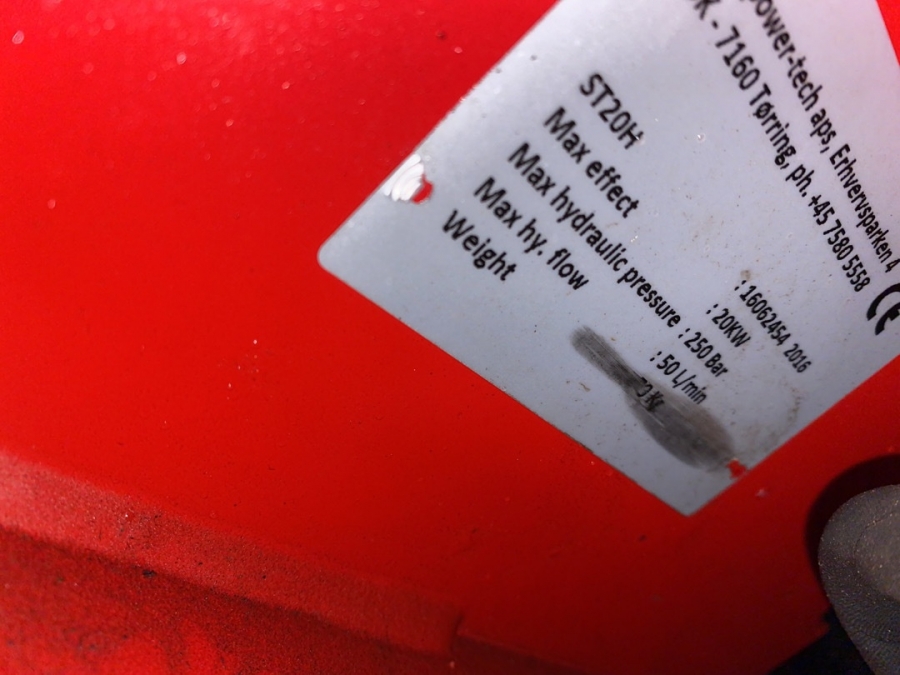 power-tech aps, Erhvervsparken 4
- 7160 Tørring, ph. +45 7580 5558
CE
ST20H : 16062454 2016
Max effect : 20KW
Max hydraulic pressure : 250 Bar
Max hy. flow : 50 L/min
Weight